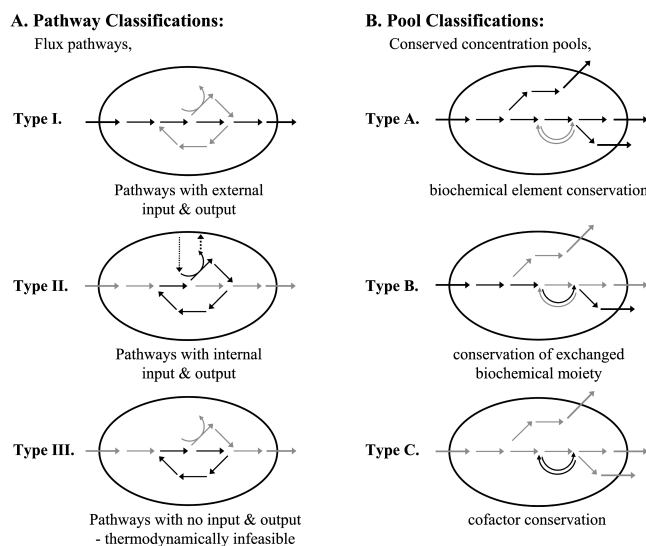 A. Pathway Classifications:
Flux pathways,
Type I.
Pathways with external
input & output
Type II.
Pathways with internal
input & output
Type III.
Pathways with no input & output
- thermodynamically infeasible
B. Pool Classifications:
Conserved concentration pools,
Type A.
biochemical element conservation
Type B.
conservation of exchanged
biochemical moiety
Type C.
cofactor conservation